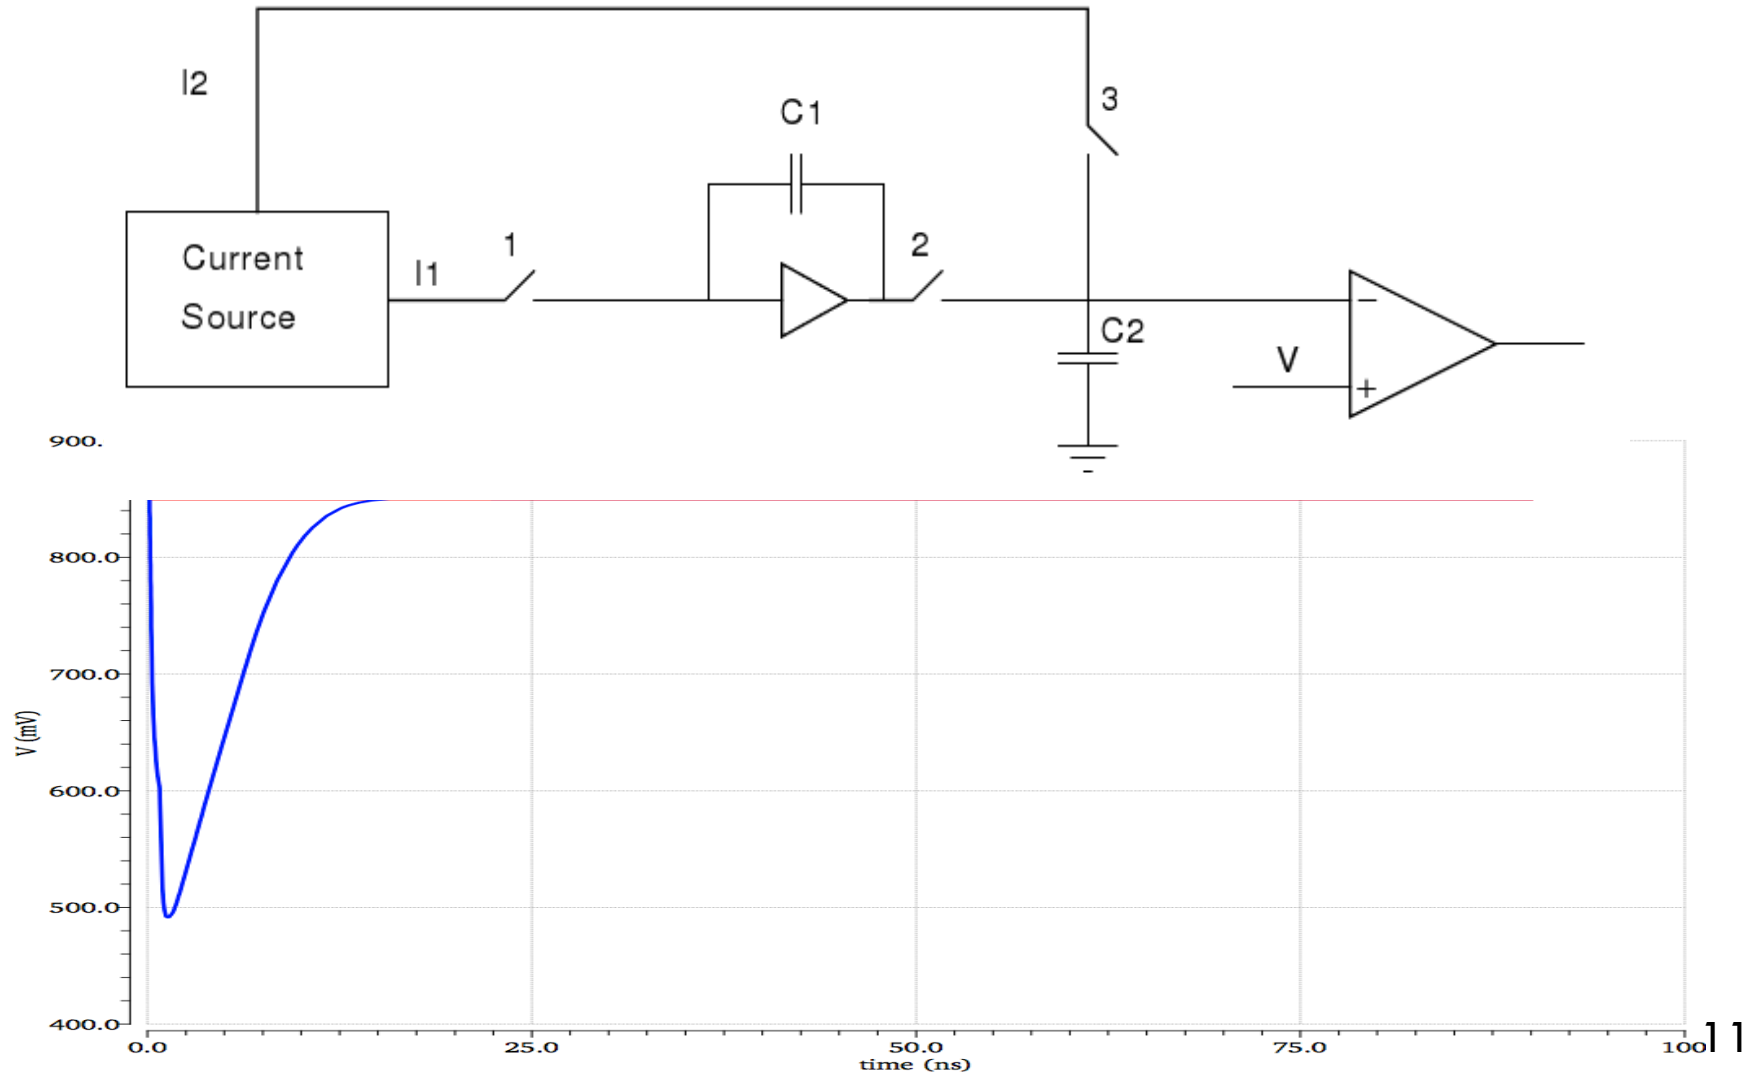 I2
3
C1
1
2
Current
Source
I1
C2
V
−
+
900.
800.0
700.0
600.0
500.0
400.0
V (mV)
0.0 25.0 50.0 75.0 100
time (ns)
11